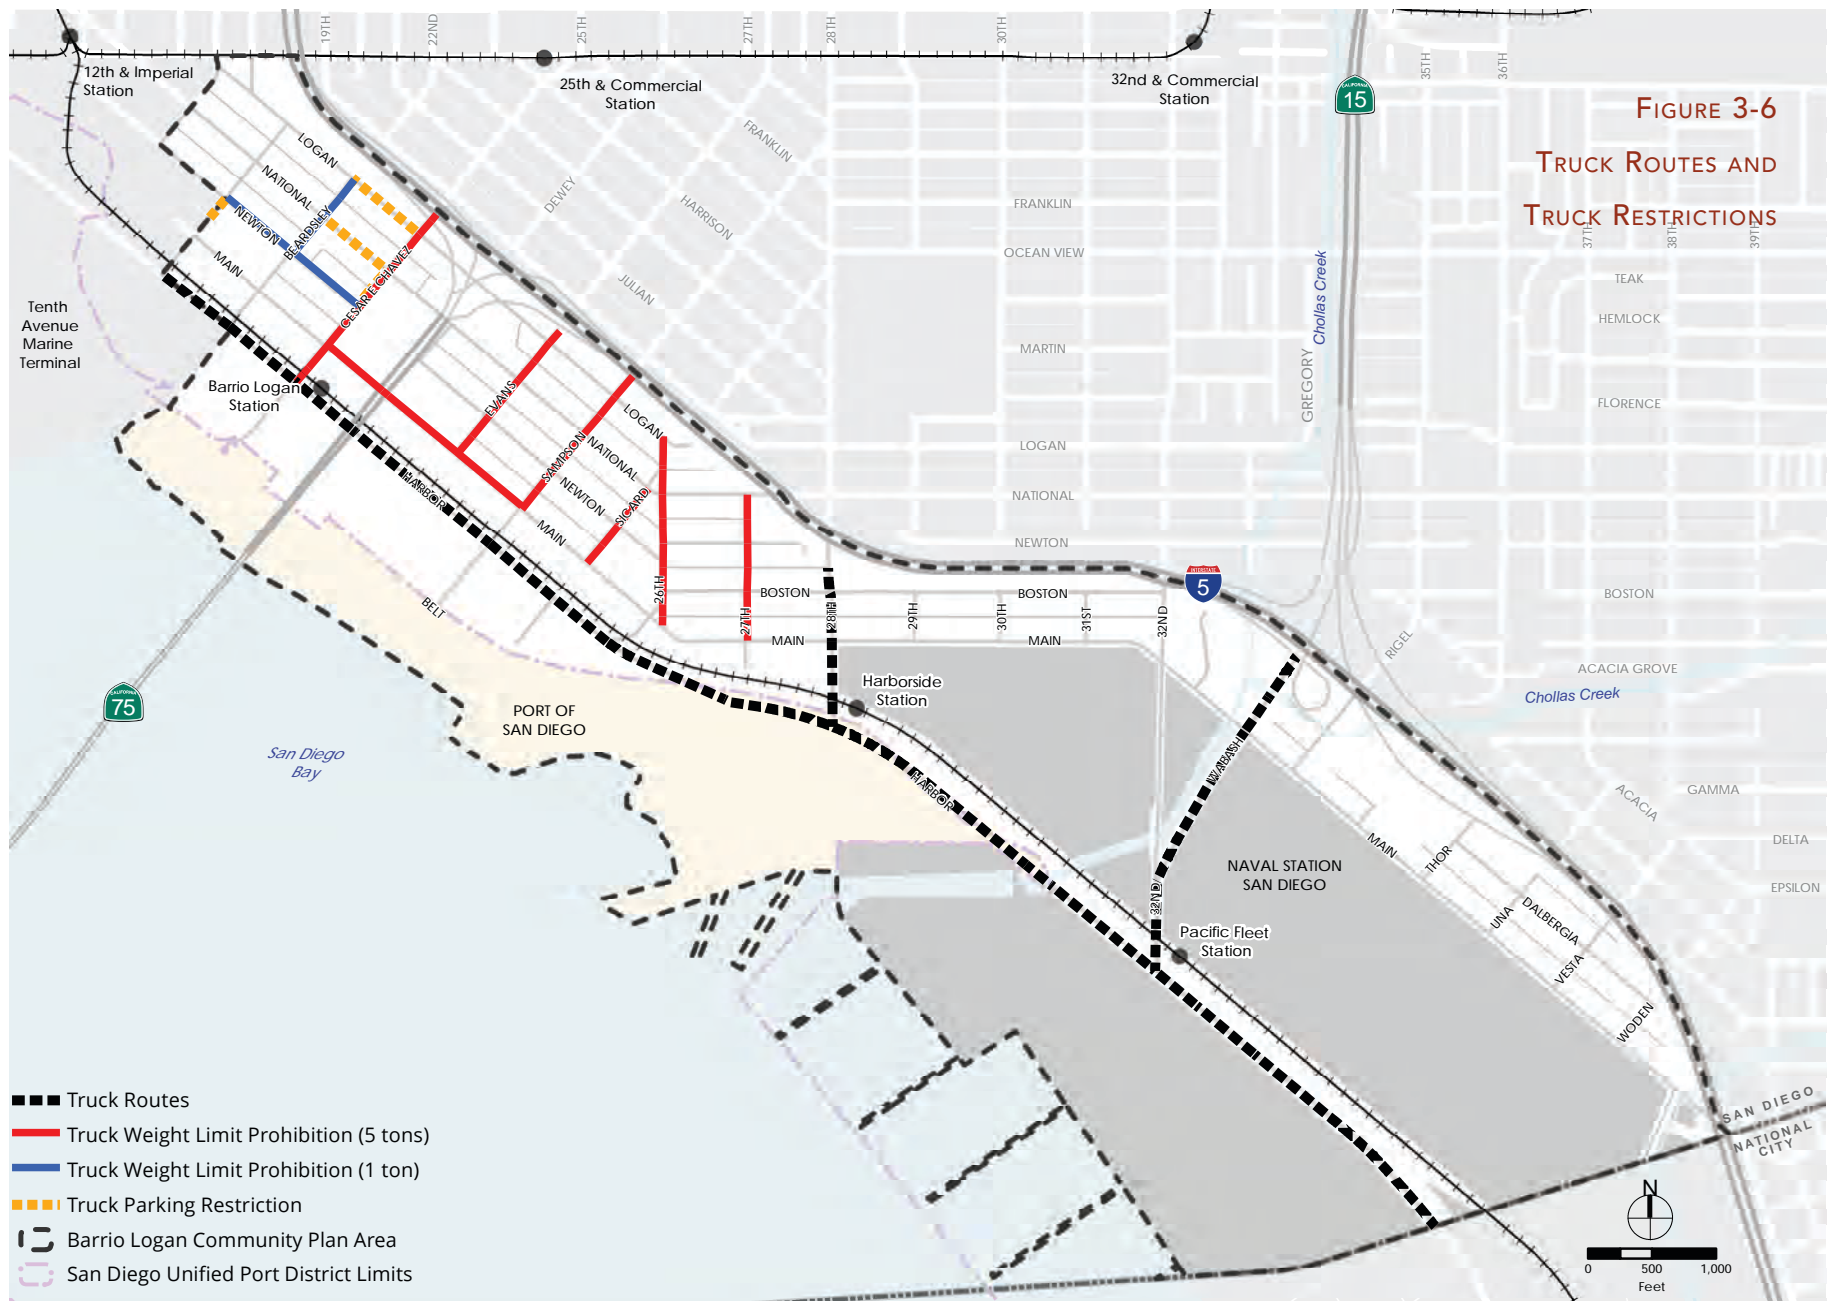 FIGURE 3-6
TRUCK ROUTES AND
TRUCK RESTRICTIONS
19TH
22ND
25TH
27TH
28TH
30TH
35TH
36TH
12th & Imperial
Station
25th & Commercial
Station
32nd & Commercial
Station
CALIFORNIA
15
37TH
38TH
39TH
LOGAN
NATIONAL
NEWTON
BEARDSLEY
MAIN
CESAR E CHAVEZ
FRANKLIN
DEWEY
HARRISON
JULIAN
FRANKLIN
OCEAN VIEW
MARTIN
LOGAN
NATIONAL
NEWTON
Chollas Creek
GREGORY
TEAK
HEMLOCK
FLORENCE
BOSTON
ACACIA GROVE
Chollas Creek
RIGEL
ACACIA
GAMMA
DELTA
EPSILON
Tenth
Avenue
Marine
Terminal
Barrio Logan
Station
HARBOR
EVANS
SAMPSON
LOGAN
NATIONAL
NEWTON
SICARD
MAIN
BELT
26TH
27TH
BOSTON
MAIN
28TH
29TH
30TH
31ST
32ND
BOSTON
MAIN
INTERSTATE
5
CALIFORNIA
75
San Diego
Bay
PORT OF
SAN DIEGO
Harborside
Station
HARBOR
WABASH
32ND
NAVAL STATION
SAN DIEGO
Pacific Fleet
Station
MAIN
THOR
UNA
DALBERGIA
VESTA
WODEN
SAN DIEGO
NATIONAL
CITY
Truck Routes
Truck Weight Limit Prohibition (5 tons)
Truck Weight Limit Prohibition (1 ton)
Truck Parking Restriction
Barrio Logan Community Plan Area
San Diego Unified Port District Limits
N
0 500 1,000
Feet